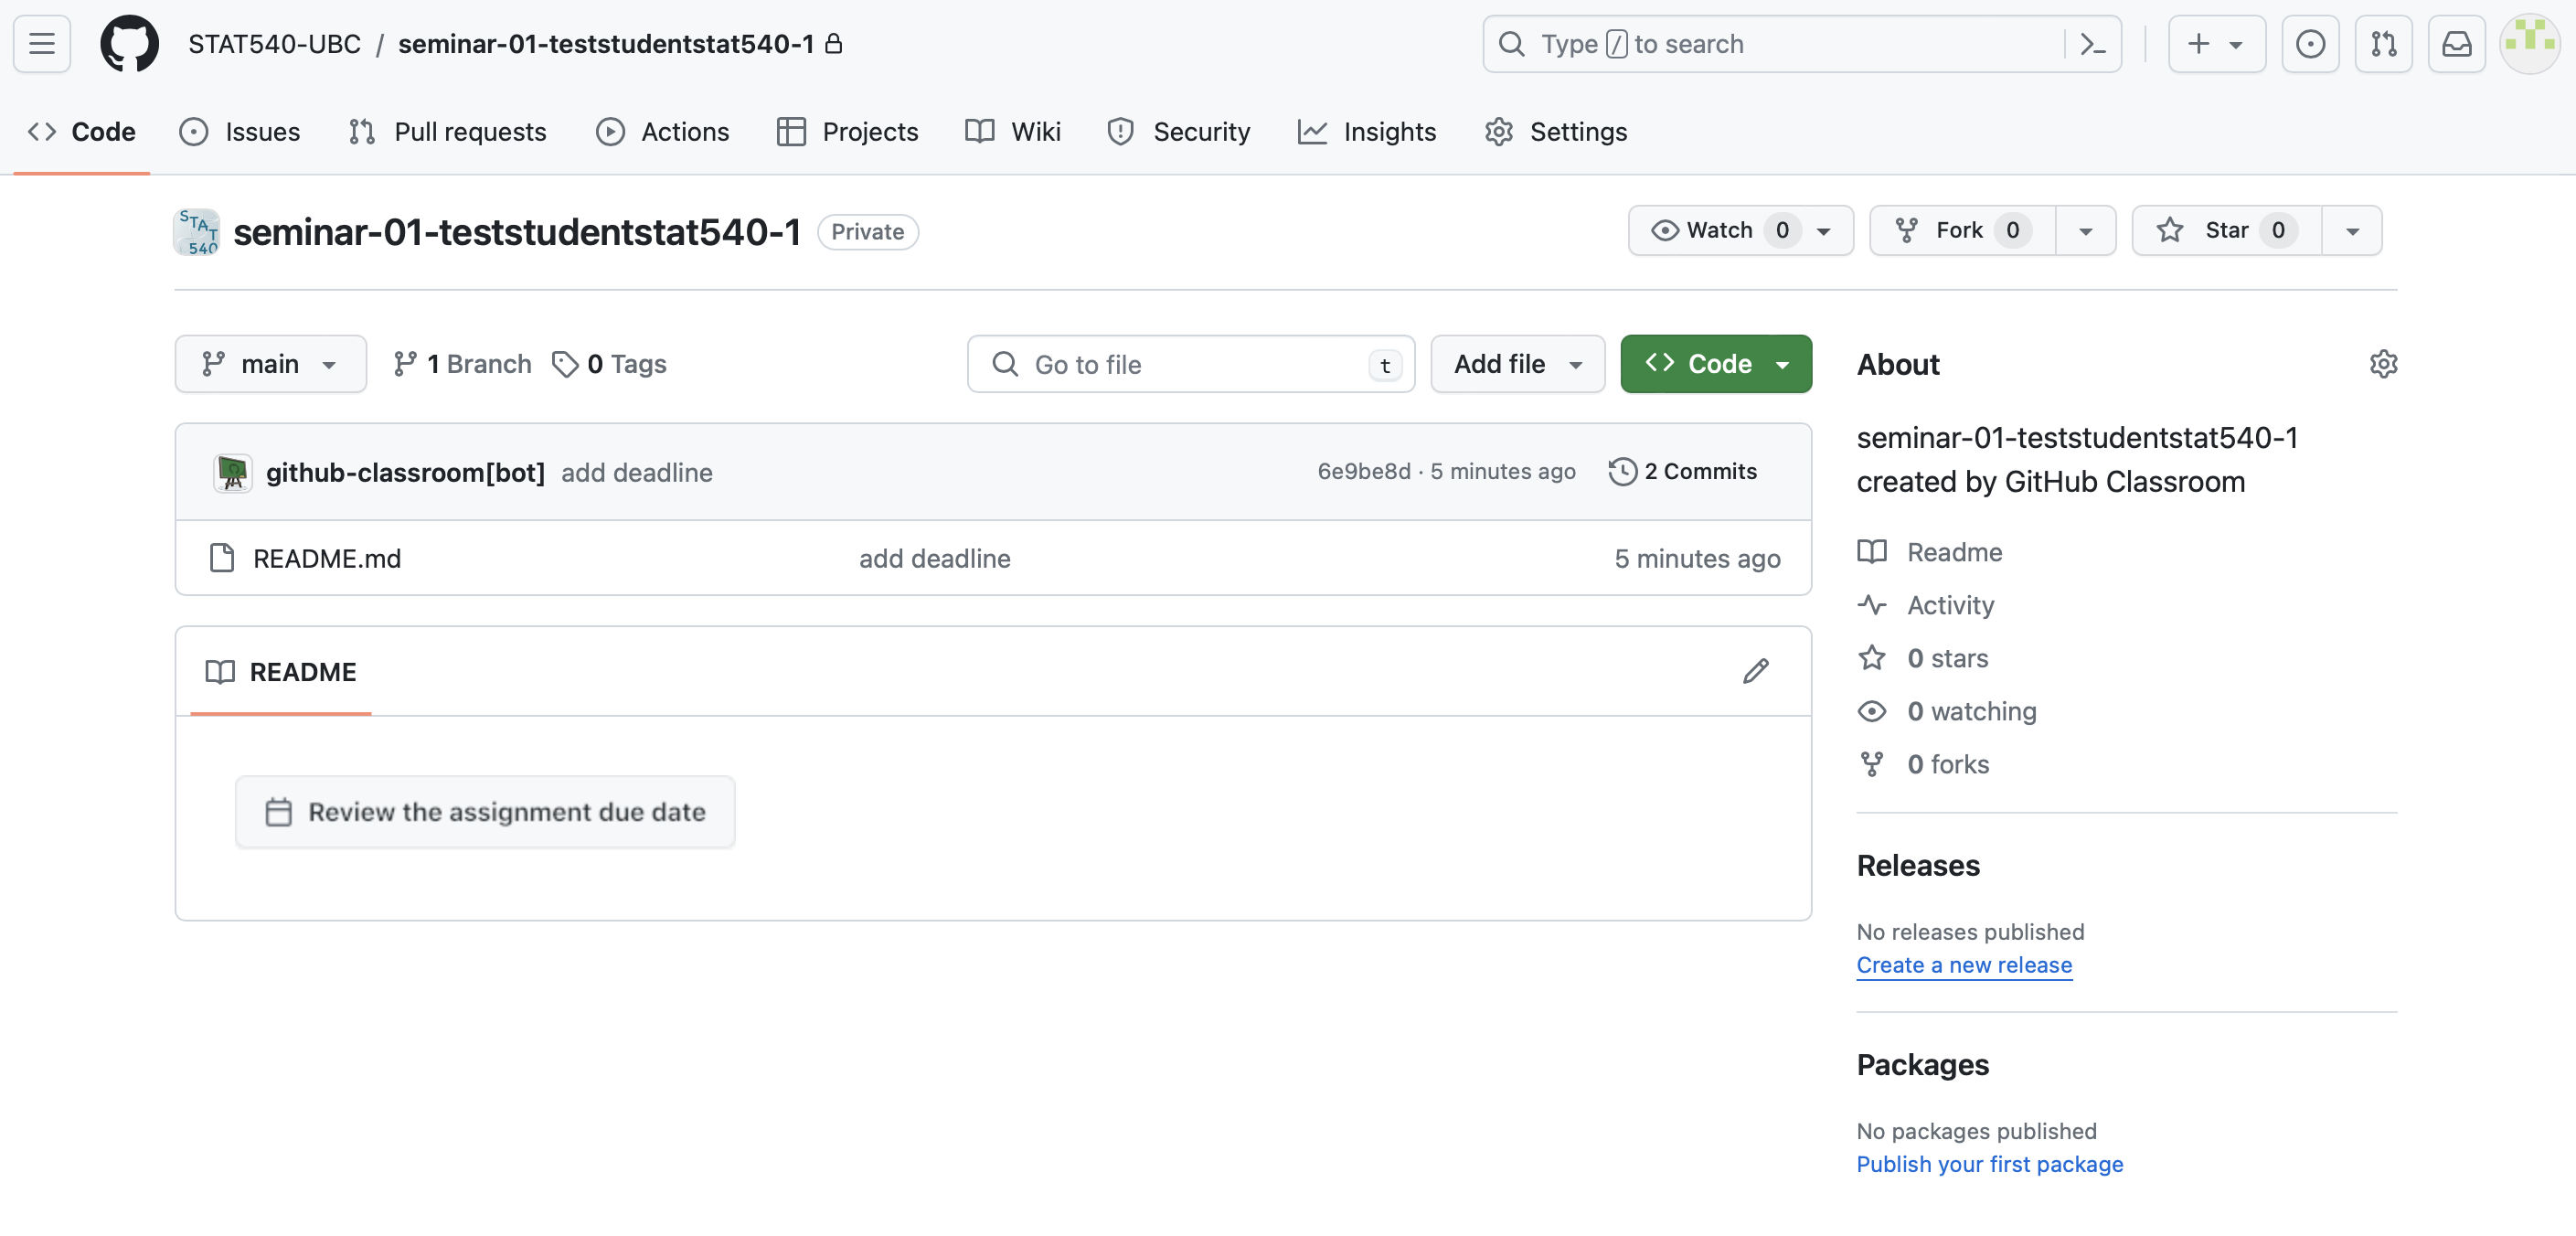 STAT540-UBC / seminar-01-teststudentstat540-1
Type / to search
Code Issues Pull requests Actions Projects Wiki Security Insights Settings
STAT 540
seminar-01-teststudentstat540-1 Private
Watch 0 Fork 0 Star 0
main 1 Branch 0 Tags Go to file t Add file Code
github-classroom[bot] add deadline 6e9be8d · 5 minutes ago 2 Commits
README.md add deadline 5 minutes ago
README
Review the assignment due date
About
seminar-01-teststudentstat540-1
created by GitHub Classroom
Readme
Activity
0 stars
0 watching
0 forks
Releases
No releases published
Create a new release
Packages
No packages published
Publish your first package